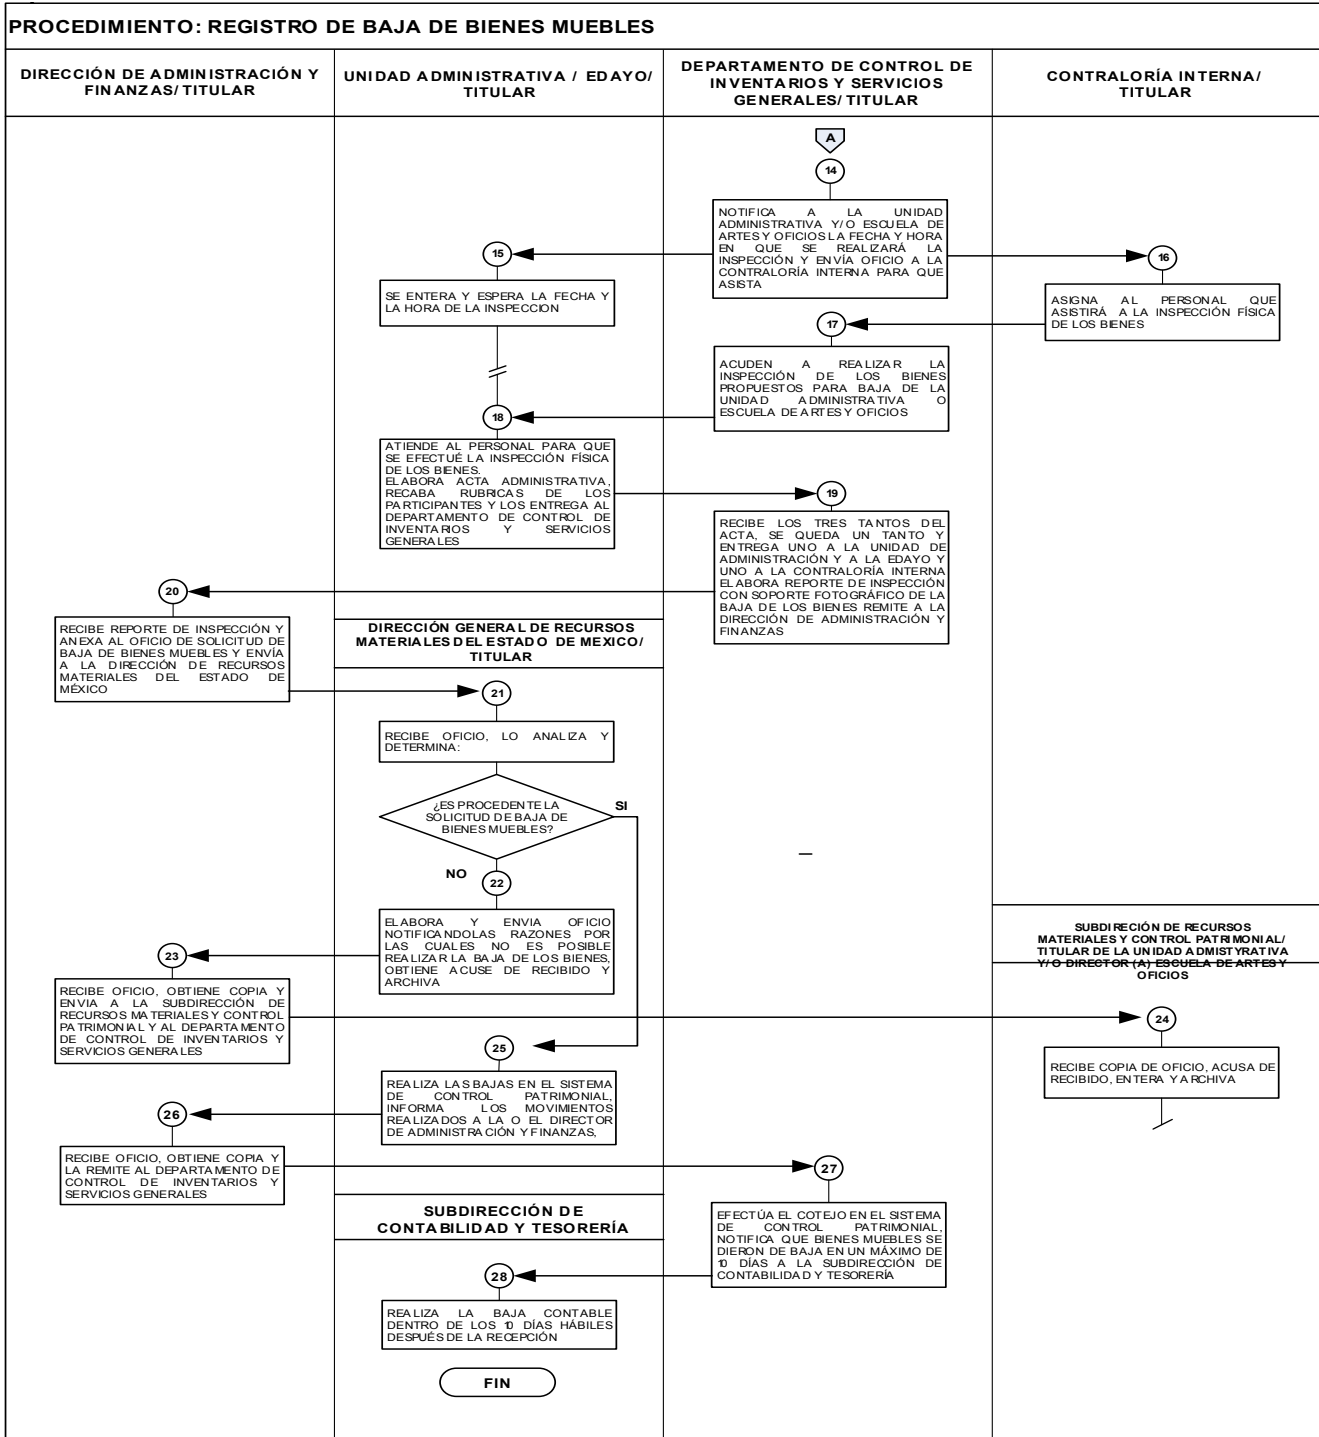 PROCEDIMIENTO: REGISTRO DE BAJA DE BIENES MUEBLES
DIRECCIÓN DE ADMINISTRACIÓN Y
FINANZAS/ TITULAR
UNIDAD ADMINISTRATIVA / EDAYO/
TITULAR
DEPARTAMENTO DE CONTROL DE
INVENTARIOS Y SERVICIOS
GENERALES/ TITULAR
CONTRALORÍA INTERNA/
TITULAR
A
14
NOTIFICA A LA UNIDAD
ADMINISTRATIVA Y/O ESCUELA DE
ARTES Y OFICIOS LA FECHA Y HORA
EN QUE SE REALIZARÁ LA
INSPECCIÓN Y ENVÍA OFICIO A LA
CONTRALORÍA INTERNA PARA QUE
ASISTA
15
SE ENTERA Y ESPERA LA FECHA Y
LA HORA DE LA INSPECCION
16
ASIGNA AL PERSONAL QUE
ASISTIRÁ A LA INSPECCIÓN FÍSICA
DE LOS BIENES
17
ACUDEN A REALIZAR LA
INSPECCIÓN DE LOS BIENES
PROPUESTOS PARA BAJA DE LA
UNIDAD ADMINISTRATIVA O
ESCUELA DE ARTES Y OFICIOS
18
ATIENDE AL PERSONAL PARA QUE
SE EFECTUÉ LA INSPECCIÓN FÍSICA
DE LOS BIENES.
ELABORA ACTA ADMINISTRATIVA,
RECABA RUBRICAS DE LOS
PARTICIPANTES Y LOS ENTREGA AL
DEPARTAMENTO DE CONTROL DE
INVENTARIOS Y SERVICIOS
GENERALES
19
RECIBE LOS TRES TANTOS DEL
ACTA, SE QUEDA UN TANTO Y
ENTREGA UNO A LA UNIDAD DE
ADMINISTRACIÓN Y A LA EDAYO Y
UNO A LA CONTRALORÍA INTERNA
ELABORA REPORTE DE INSPECCIÓN
CON SOPORTE FOTOGRÁFICO DE LA
BAJA DE LOS BIENES REMITE A LA
DIRECCIÓN DE ADMINISTRACIÓN Y
FINANZAS
20
RECIBE REPORTE DE INSPECCIÓN Y
ANEXA AL OFICIO DE SOLICITUD DE
BAJA DE BIENES MUEBLES Y ENVÍA
A LA DIRECCIÓN DE RECURSOS
MATERIALES DEL ESTADO DE
MÉXICO
DIRECCIÓN GENERAL DE RECURSOS
MATERIALES DEL ESTADO DE MEXICO/
TITULAR
21
RECIBE OFICIO, LO ANALIZA Y
DETERMINA:
¿ES PROCEDENTE LA
SOLICITUD DE BAJA DE
BIENES MUEBLES?
SI
NO
22
ELABORA Y ENVIA OFICIO
NOTIFICANDOLAS RAZONES POR
LAS CUALES NO ES POSIBLE
REALIZAR LA BAJA DE LOS BIENES,
OBTIENE ACUSE DE RECIBIDO Y
ARCHIVA
23
RECIBE OFICIO, OBTIENE COPIA Y
ENVIA A LA SUBDIRECCIÓN DE
RECURSOS MATERIALES Y CONTROL
PATRIMONIAL Y AL DEPARTAMENTO
DE CONTROL DE INVENTARIOS Y
SERVICIOS GENERALES
SUBDIRECIÓN DE RECURSOS
MATERIALES Y CONTROL PATRIMONIAL/
TITULAR DE LA UNIDAD ADMISTYRATIVA
Y/O DIRECTOR (A) ESCUELA DE ARTES Y
OFICIOS
24
RECIBE COPIA DE OFICIO, ACUSA DE
RECIBIDO, ENTERA Y ARCHIVA
25
REALIZA LAS BAJAS EN EL SISTEMA
DE CONTROL PATRIMONIAL,
INFORMA LOS MOVIMIENTOS
REALIZADOS A LA O EL DIRECTOR
DE ADMINISTRACIÓN Y FINANZAS,
26
RECIBE OFICIO, OBTIENE COPIA Y
LA REMITE AL DEPARTAMENTO DE
CONTROL DE INVENTARIOS Y
SERVICIOS GENERALES
27
EFECTÚA EL COTEJO EN EL SISTEMA
DE CONTROL PATRIMONIAL,
NOTIFICA QUE BIENES MUEBLES SE
DIERON DE BAJA EN UN MÁXIMO DE
10 DÍAS A LA SUBDIRECCIÓN DE
CONTABILIDAD Y TESORERÍA
SUBDIRECCIÓN DE
CONTABILIDAD Y TESORERÍA
28
REALIZA LA BAJA CONTABLE
DENTRO DE LOS 10 DÍAS HÁBILES
DESPUÉS DE LA RECEPCIÓN
FIN